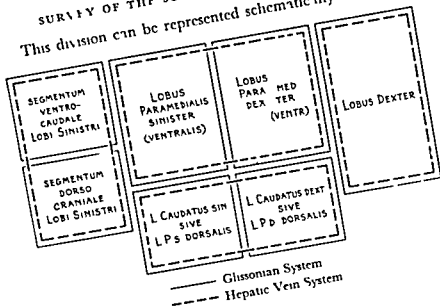 SURVEY OF THE
This division can be represented schematic
SEGMENTUM
VENTRO-
CAUDALE
LOBI SINISTRI
SEGMENTUM
DORSO
CRANIALE
LOBI SINISTRI
LOBUS
PARAMEDIALIS
SINISTER
(VENTRALIS)
LOBUS
PARA MED
DEX TER
(VENTR)
LOBUS DEXTER
L CAUDATUS SIN
SIVE
L P S DORSALIS
L CAUDATUS DEXT
SIVE
L P D DORSALIS
Glissonian System
Hepatic Vein System